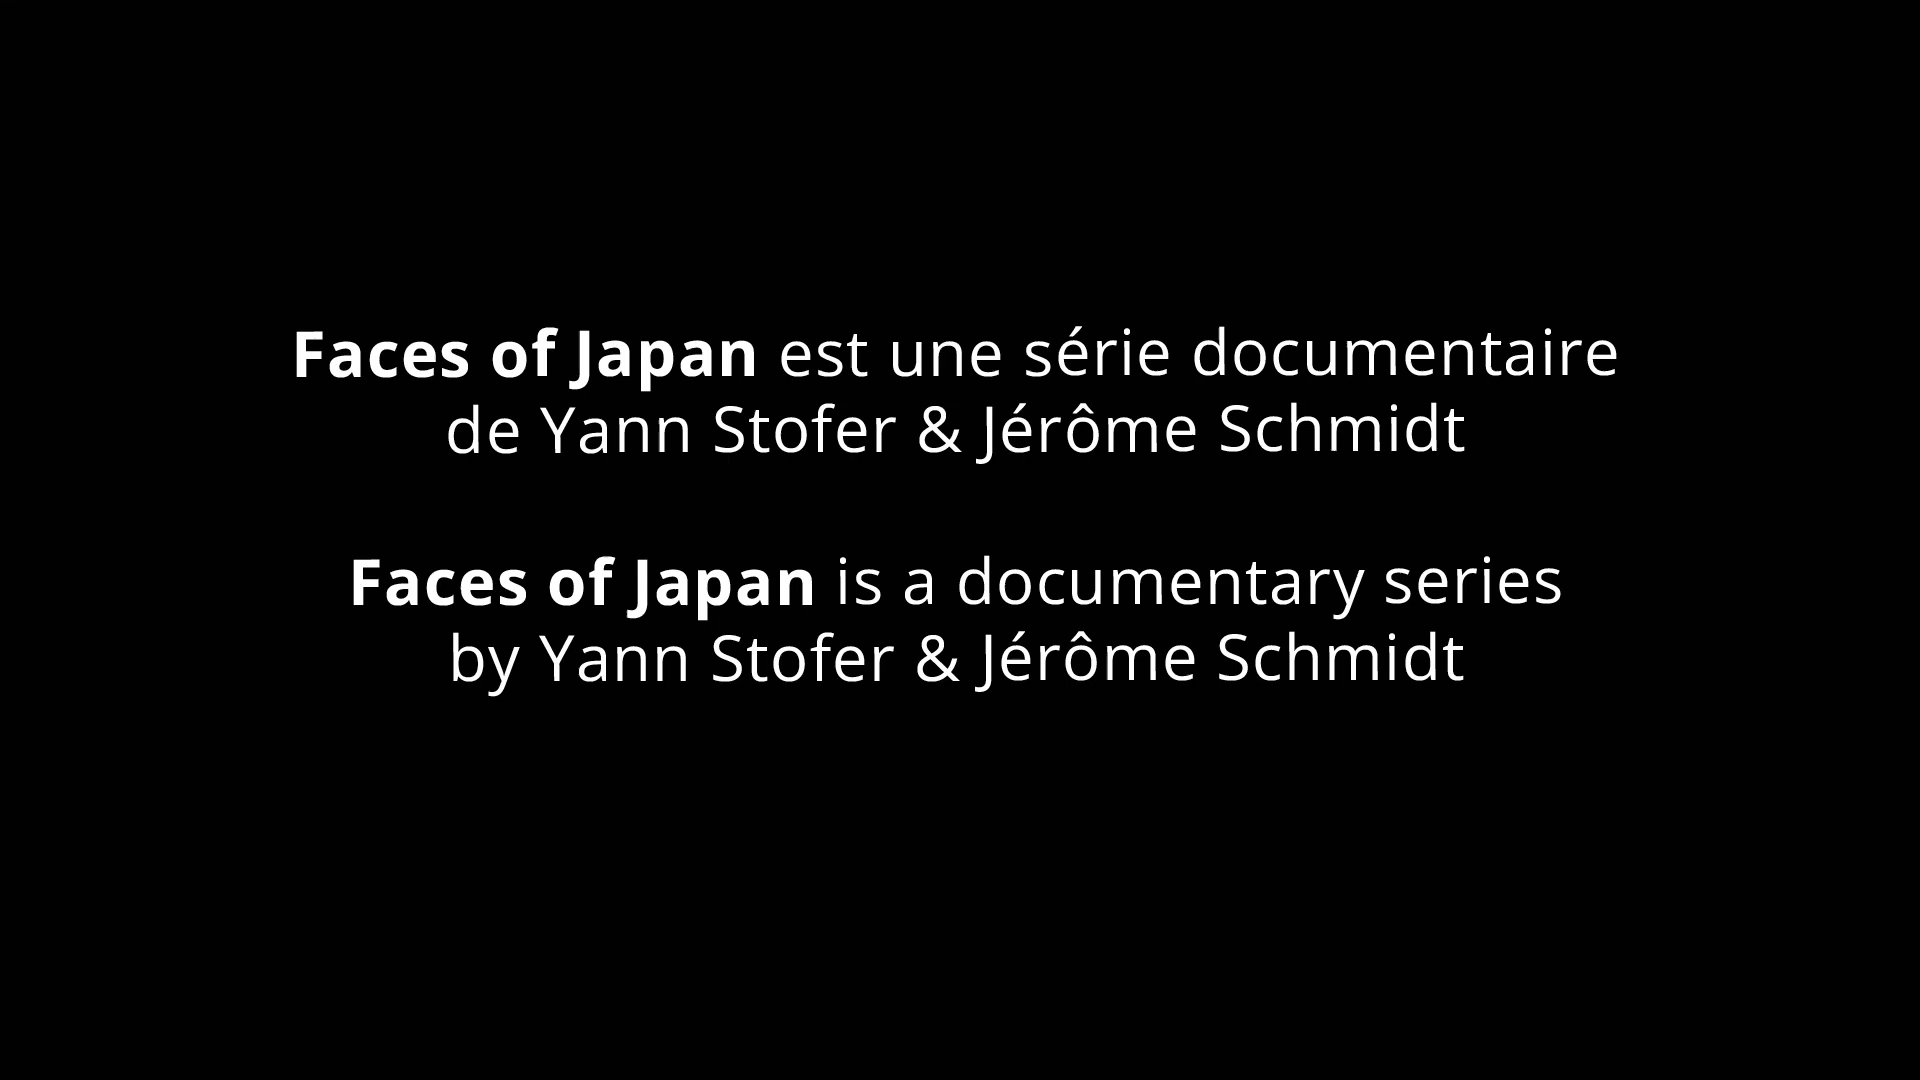 Faces of Japan est une série documentaire
de Yann Stofer & Jérôme Schmidt
Faces of Japan is a documentary series
by Yann Stofer & Jérôme Schmidt